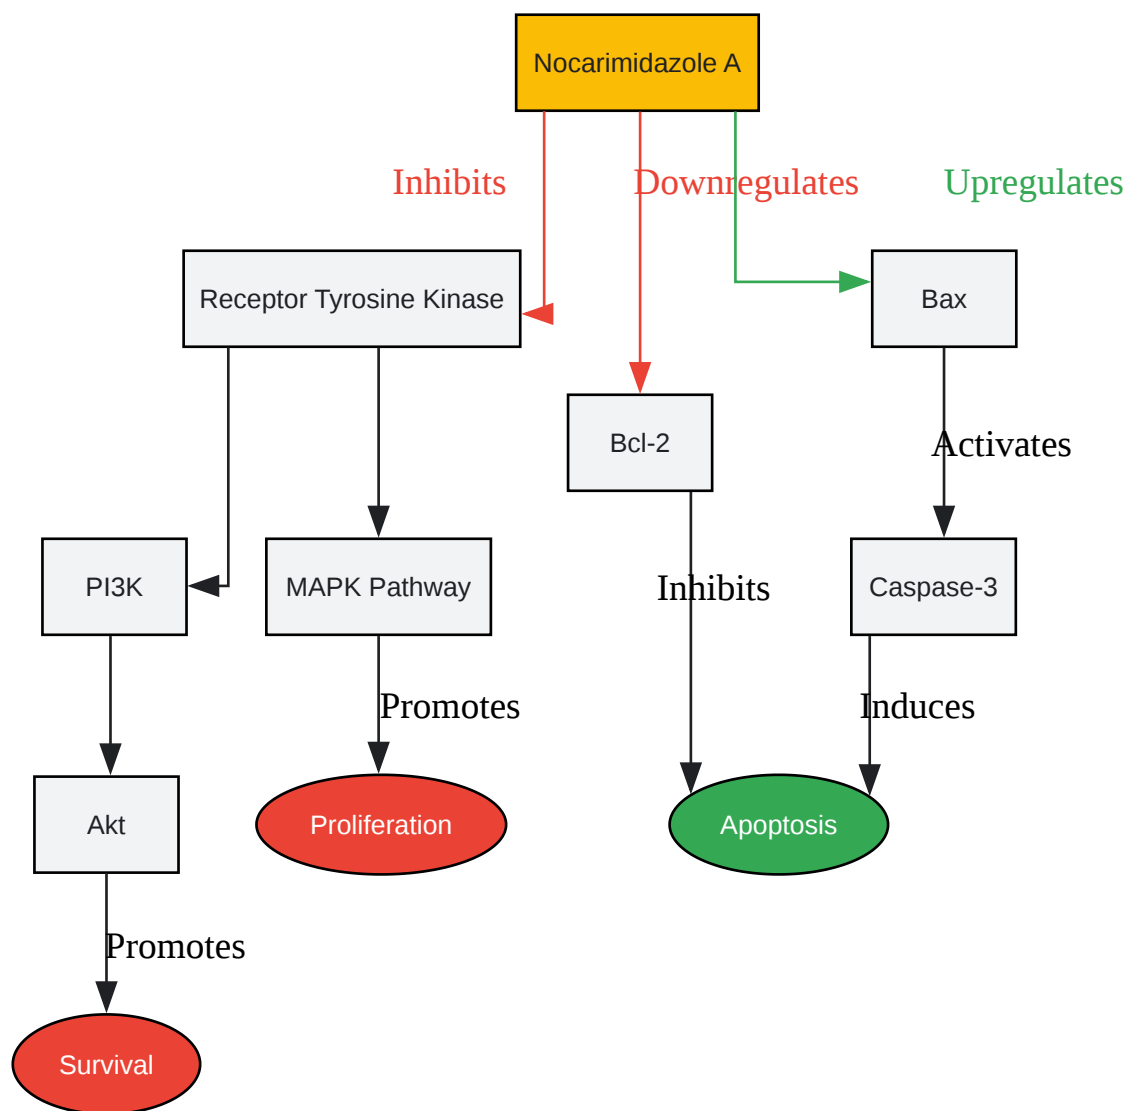 Nocarimidazole A
Inhibits
Downregulates
Upregulates
Receptor Tyrosine Kinase
Bax
Bcl-2
Activates
PI3K
MAPK Pathway
Inhibits
Caspase-3
Promotes
Induces
Akt
Proliferation
Apoptosis
Promotes
Survival